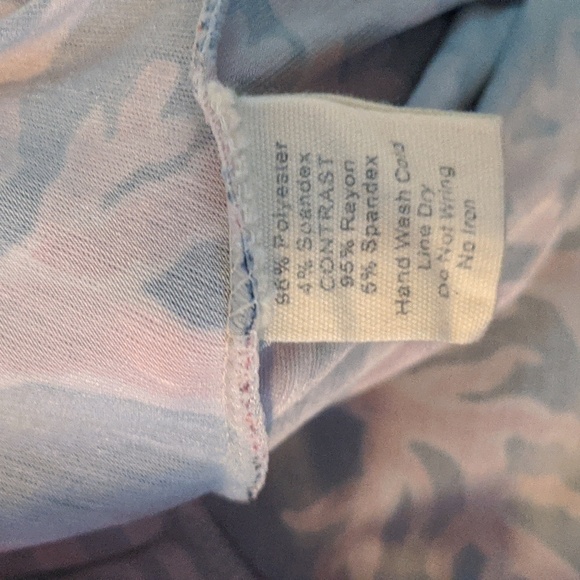 96% Polyester
4% Spandex
CONTRAST
95% Rayon
5% Spandex
Hand Wash Cold
Line Dry
Do Not Wring
No Iron